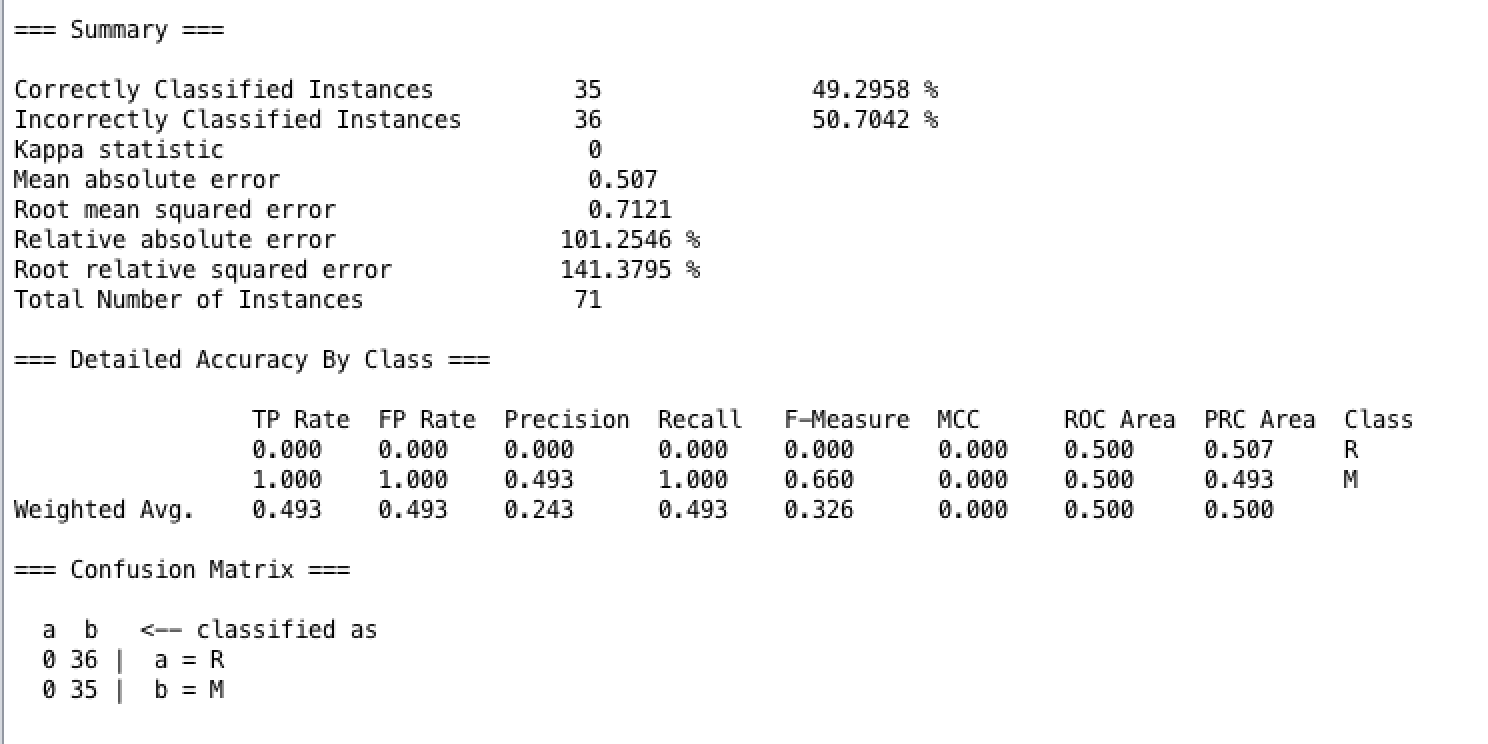 === Summary ===
Correctly Classified Instances 35 49.2958 %
Incorrectly Classified Instances 36 50.7042 %
Kappa statistic 0
Mean absolute error 0.507
Root mean squared error 0.7121
Relative absolute error 101.2546 %
Root relative squared error 141.3795 %
Total Number of Instances 71
=== Detailed Accuracy By Class ===
TP Rate FP Rate Precision Recall F-Measure MCC ROC Area PRC Area Class
0.000 0.000 0.000 0.000 0.000 0.000 0.500 0.507 R
1.000 1.000 0.493 1.000 0.660 0.000 0.500 0.493 M
Weighted Avg. 0.493 0.493 0.243 0.493 0.326 0.000 0.500 0.500
=== Confusion Matrix ===
a b <-- classified as
0 36 | a = R
0 35 | b = M